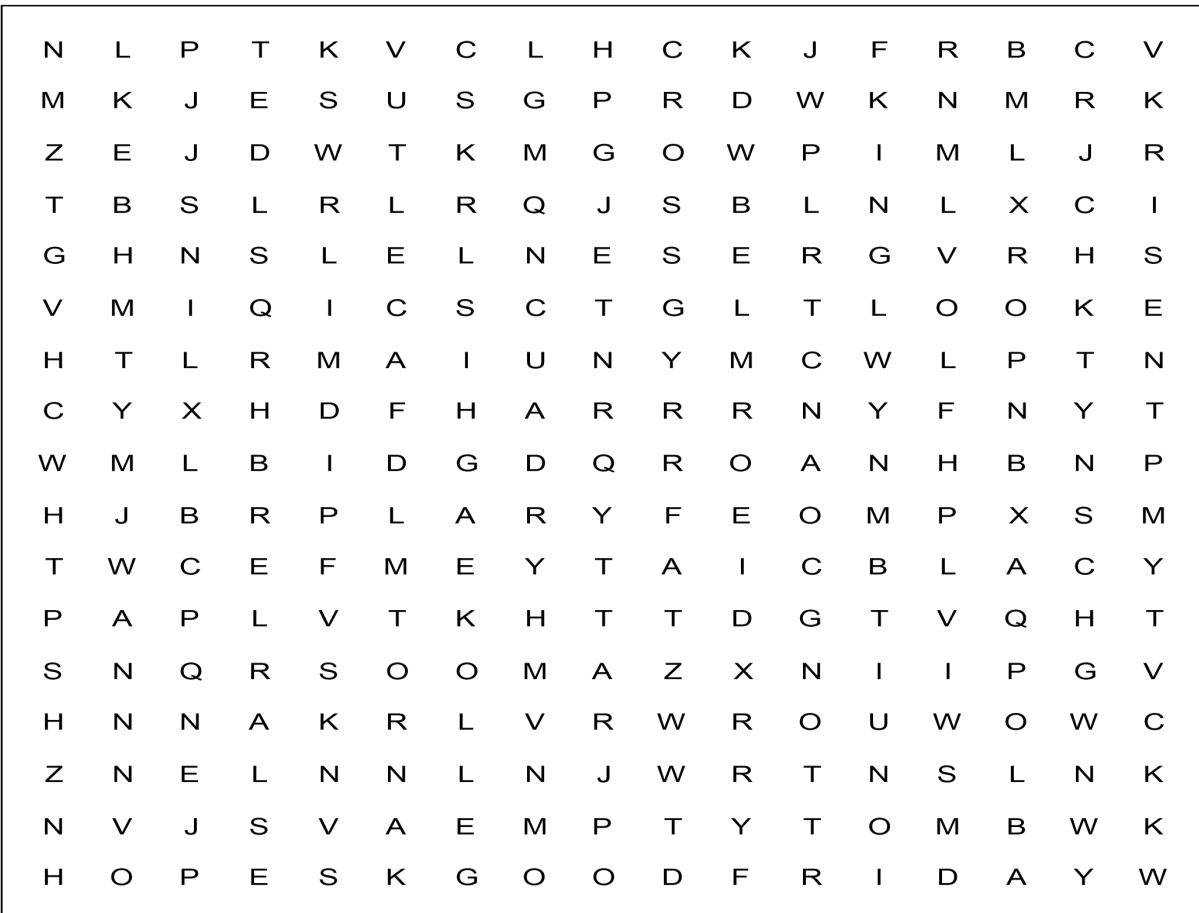 N L P T K V C L H C K J F R B C V
M K J E S U S G P R D W K N M R K
Z E J D W T K M G O W P I M L J R
T B S L R L R Q J S B L N L X C I
G H N S L E L N E S E R G V R H S
V M I Q I C S C T G L T L O O K E
H T L R M A I U N Y M C W L P T N
C Y X H D F H A R R R N Y F N Y T
W M L B I D G D Q R O A N H B N P
H J B R P L A R Y F E O M P X S M
T W C E F M E Y T A I C B L A C Y
P A P L V T K H T T D G T V Q H T
S N Q R S O O M A Z X N I I P G V
H N N A K R L V R W R O U W O W C
Z N E L N N L N J W R T N S L N K
N V J S V A E M P T Y T O M B W K
H O P E S K G O O D F R I D A Y W